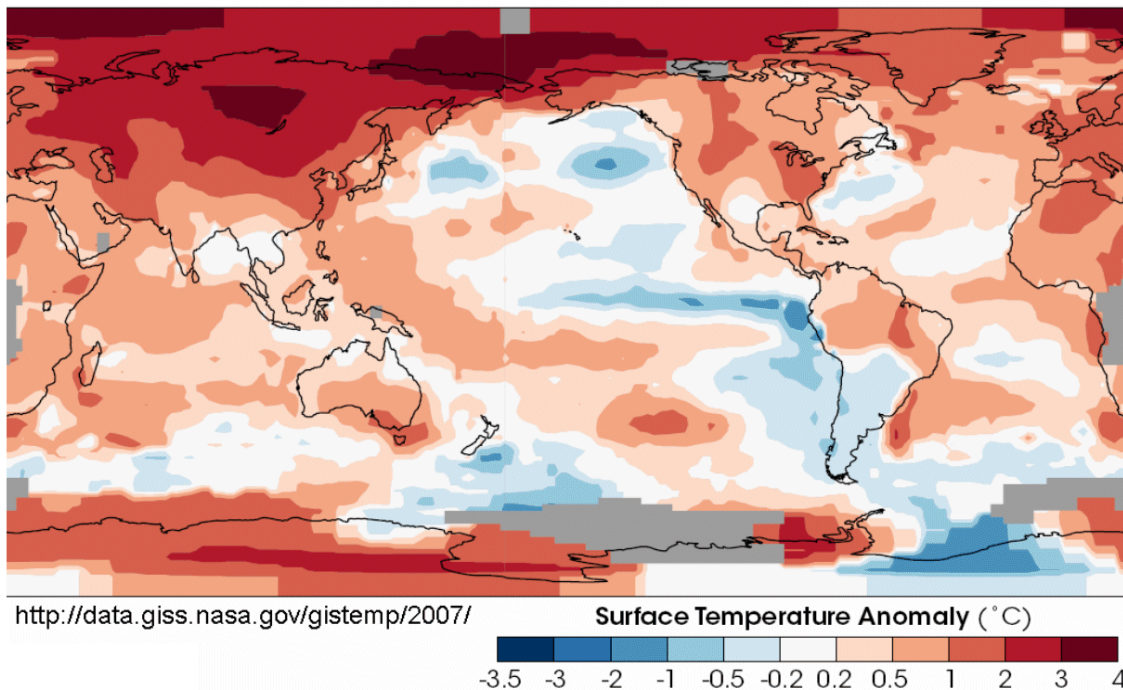 http://data.giss.nasa.gov/gistemp/2007/
Surface Temperature Anomaly (°C)
-3.5 -3 -2 -1 -0.5 -0.2 0.2 0.5 1 2 3 4